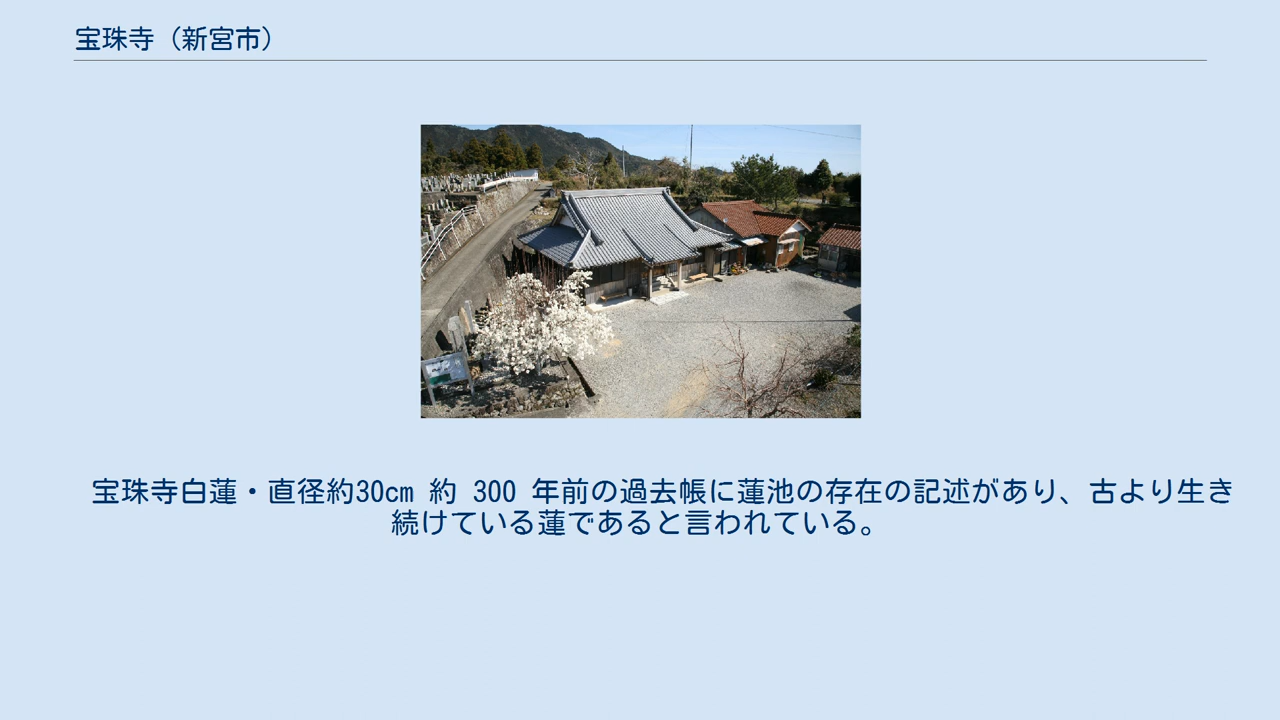 宝珠寺（新宮市）
宝珠寺白蓮・直径約30cm 約 300 年前の過去帳に蓮池の存在の記述があり、古より生き
続けている蓮であると言われている。